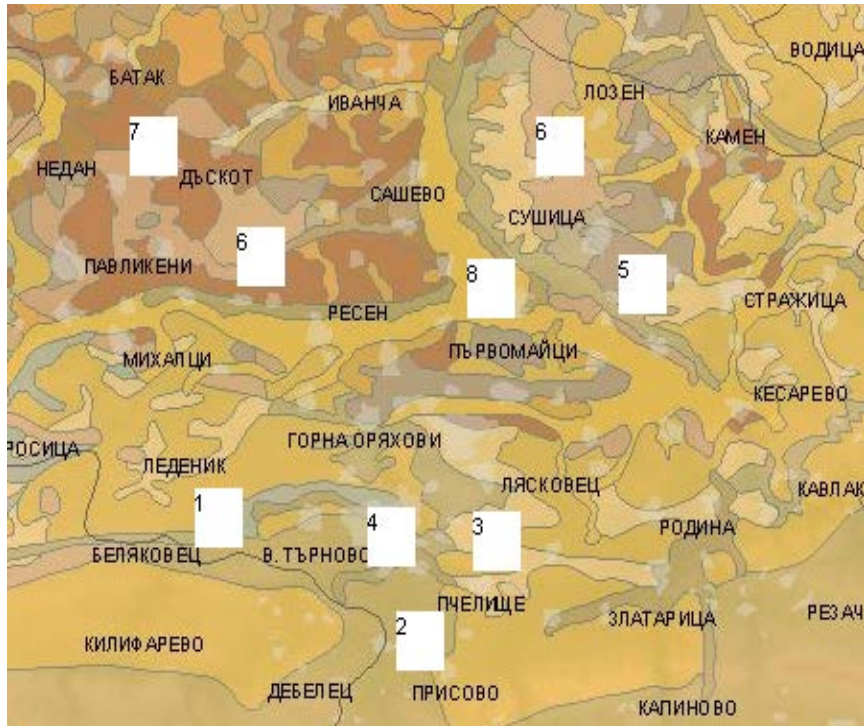 ВОДИЦА
БАТАК
ЛОЗЕН
ИВАНЧА
7
6
КАМЕН
НЕДАН
ДЪСКОТ
САШЕВО
СУШИЦА
6
ПАВЛИКЕНИ
8
5
СТРАЖИЦА
РЕСЕН
ПЪРВОМАЙЦИ
МИХАЛЦИ
КЕСАРЕВО
РОСИЦА
ГОРНА ОРЯХОВИ
ЛЕДЕНИК
ЛЯСКОВЕЦ
КАВЛАК
1
4
3
РОДИНА
БЕЛЯКОВЕЦ
В. ТЪРНОВО
ПЧЕЛИЩЕ
ЗЛАТАРИЦА
РЕЗАЧ
2
КИЛИФАРЕВО
ДЕБЕЛЕЦ
ПРИСОВО
КАПИНОВО